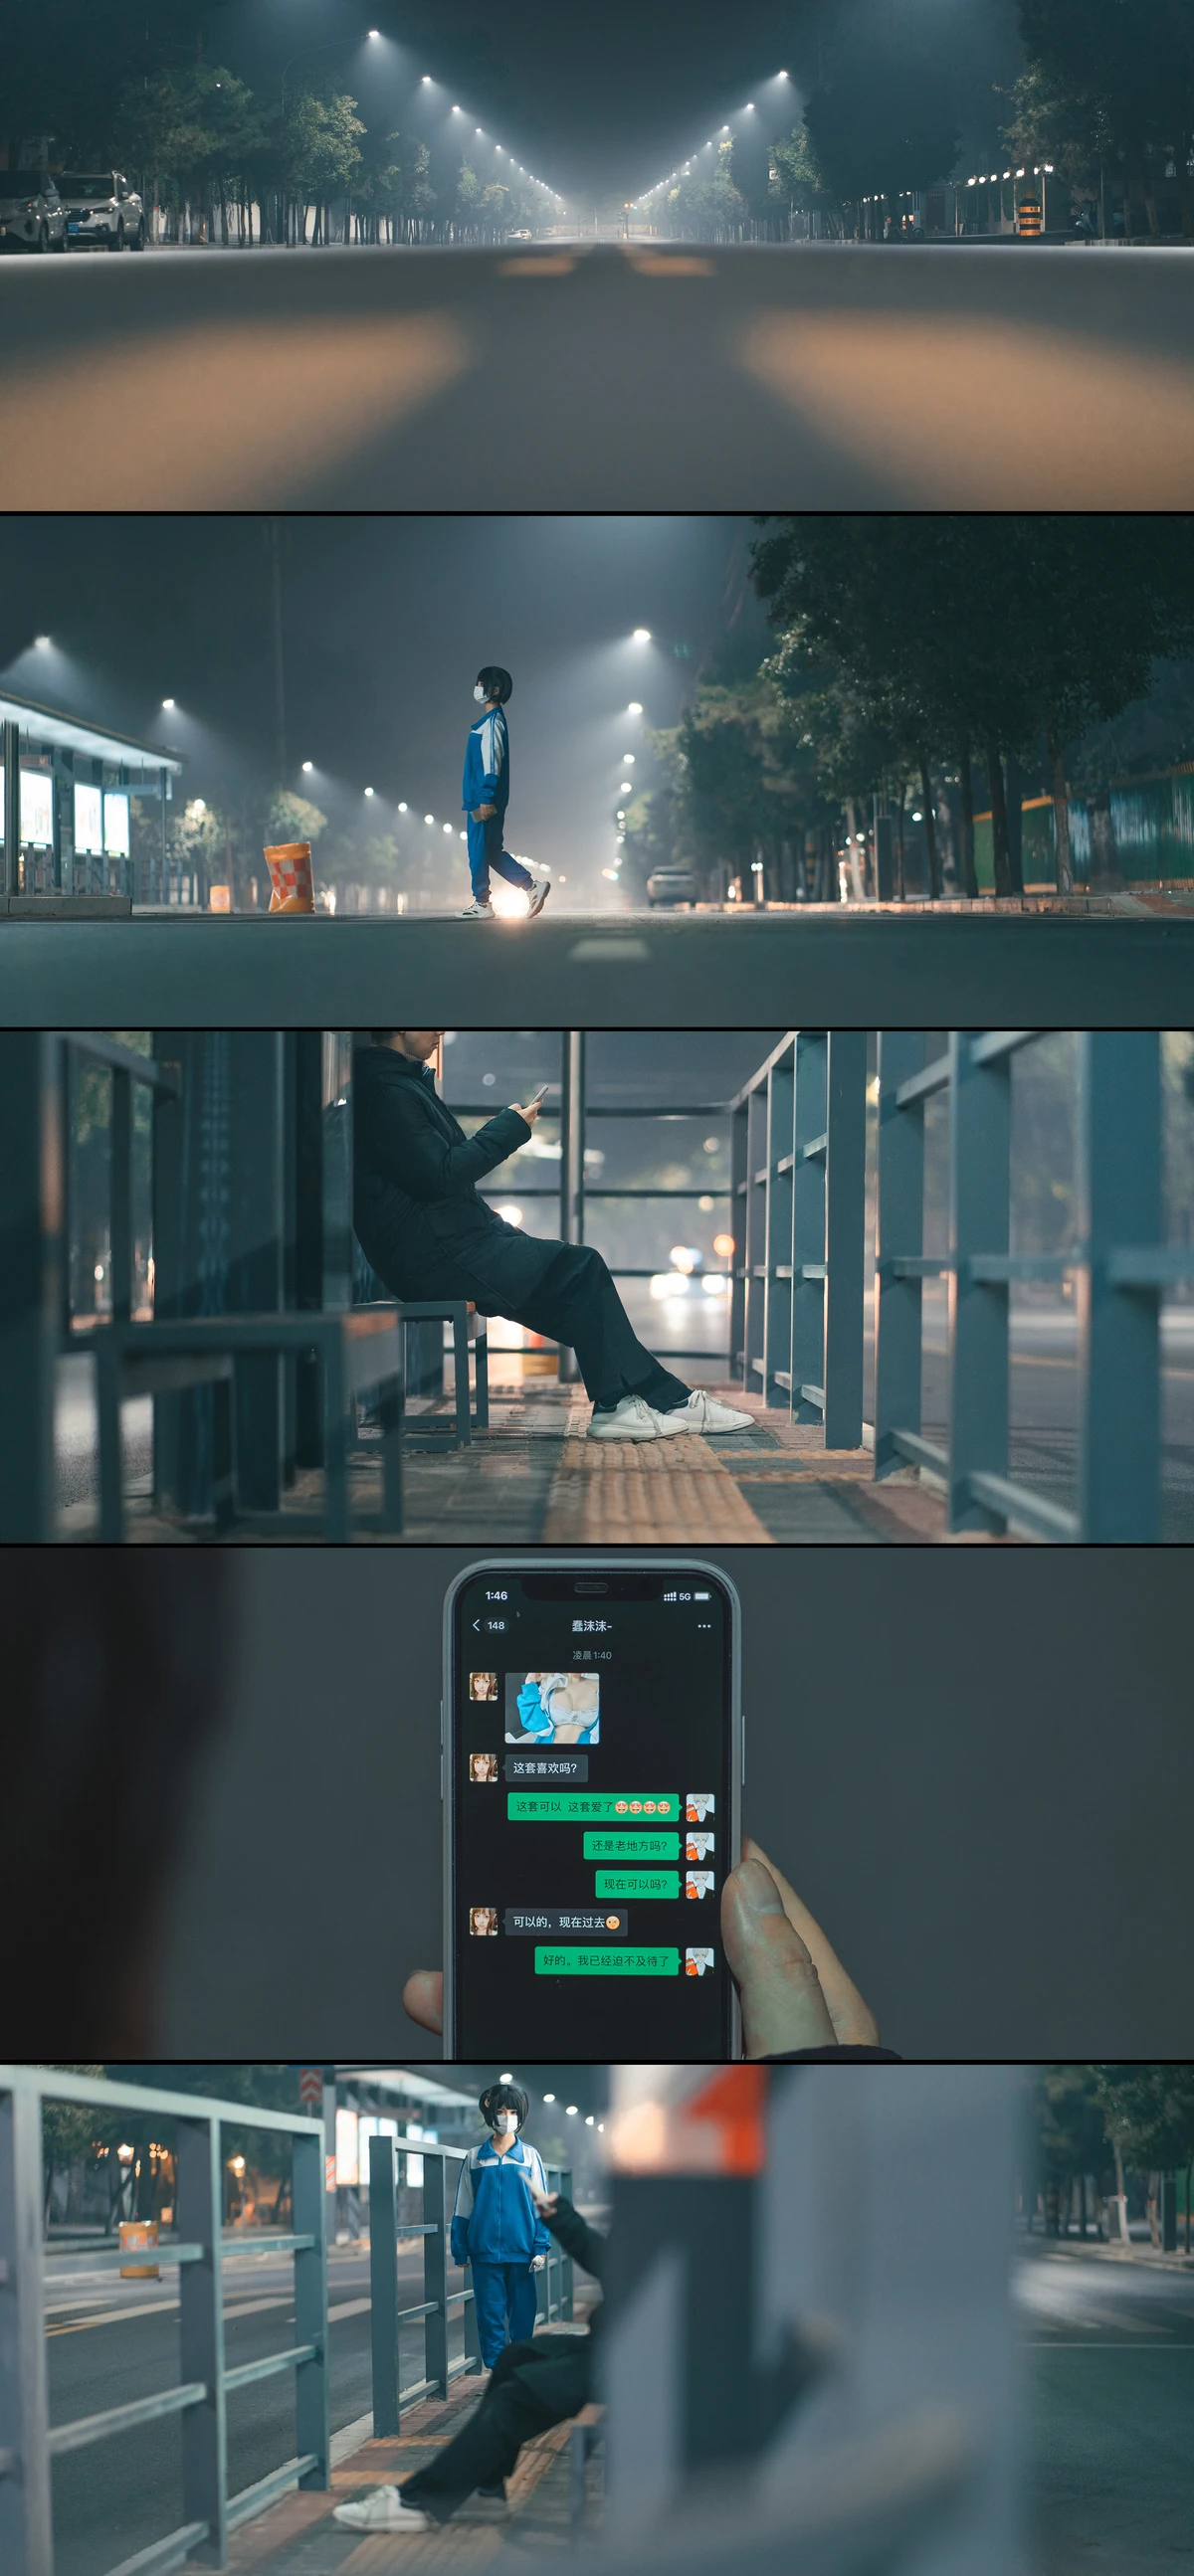 1:46
5G
148
蠢沫沫-
凌晨 1:40
这套喜欢吗?
这套可以 这套爱了🥰🥰🥰🥰
还是老地方吗?
现在可以吗?
可以的，现在过去
好的。我已经迫不及待了